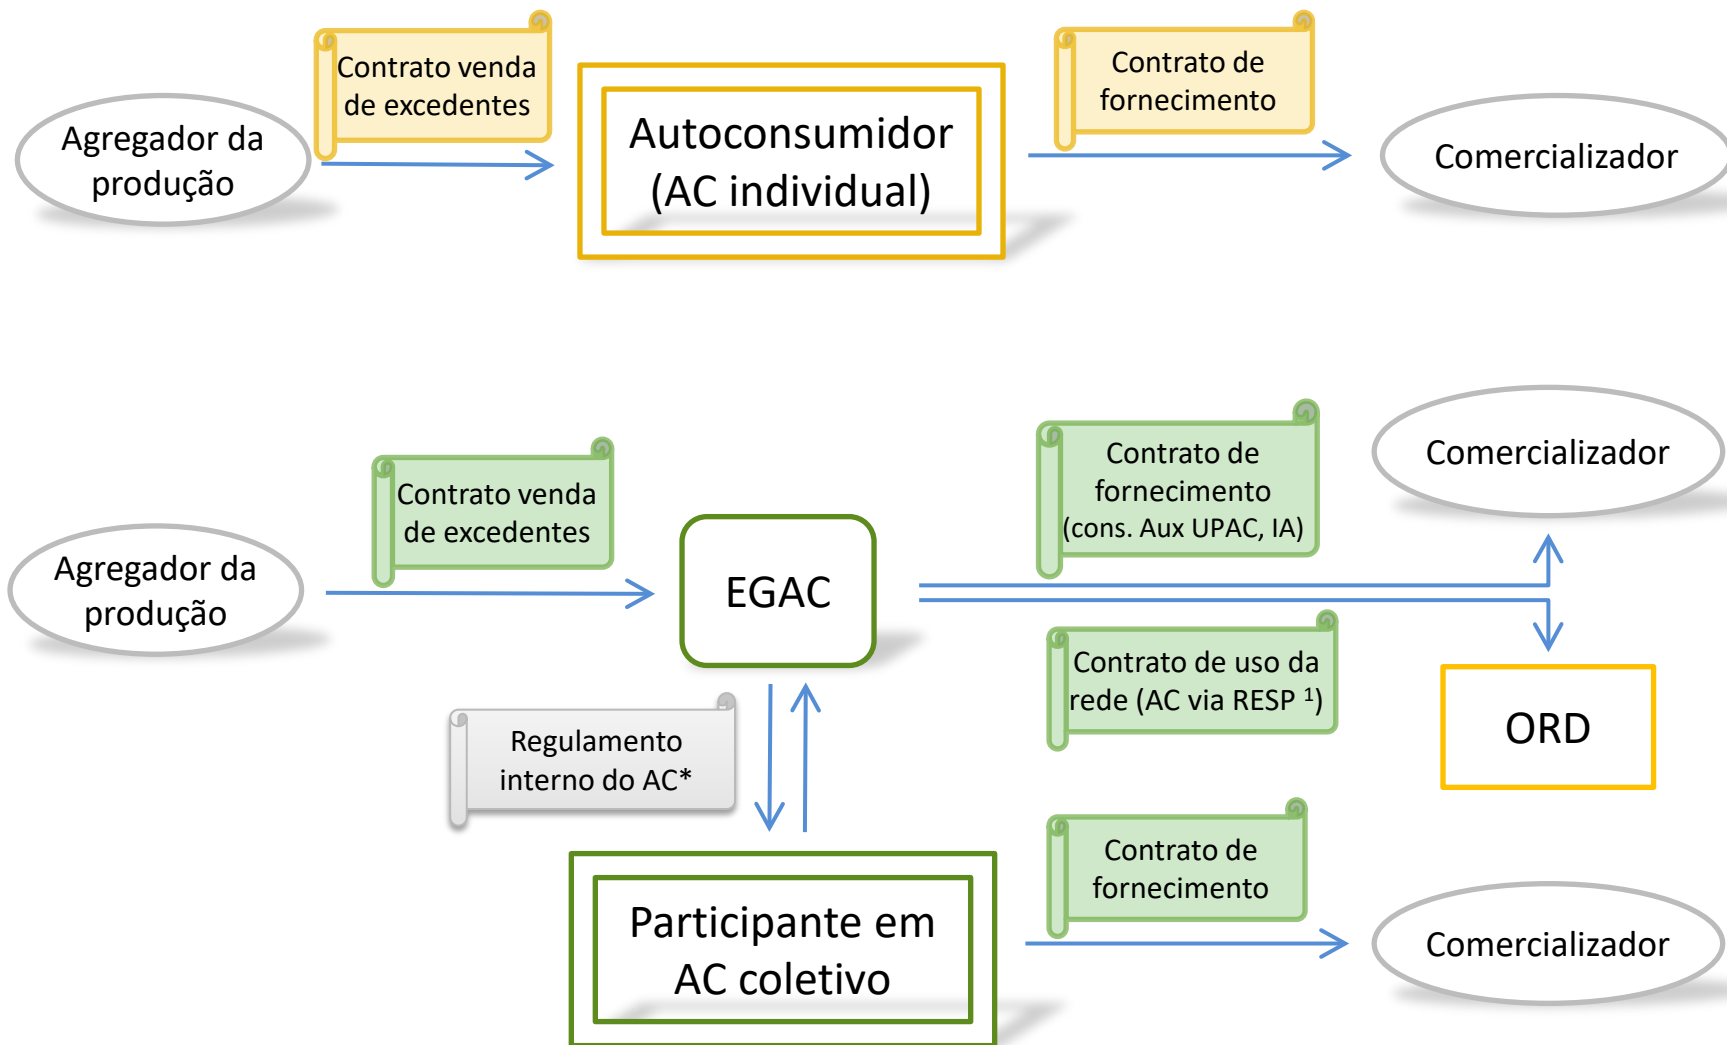 Contrato venda
de excedentes
Contrato de
fornecimento
Agregador da
produção
Autoconsumidor
(AC individual)
Comercializador
Contrato venda
de excedentes
Contrato de
fornecimento
(cons. Aux UPAC, IA)
Comercializador
Agregador da
produção
EGAC
Contrato de uso da
rede (AC via RESP ¹)
ORD
Regulamento
interno do AC*
Contrato de
fornecimento
Participante em
AC coletivo
Comercializador